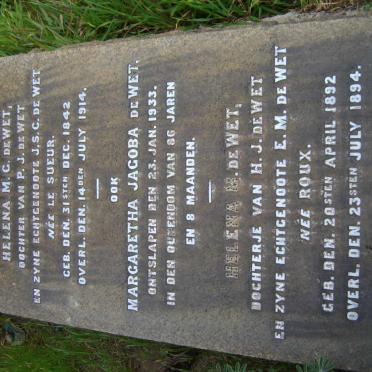 HELENA M.C. DE WET,
DOCHTER VAN P.J. DE WET
EN ZYNE ECHTGENOOTE J.S.C. DE WET
NÉE LE SUEUR.
GEB. DEN. 31STEN DEC. 1842
OVERL. DEN. 14DEN JULY 1914.
OOK
MARGARETHA JACOBA DE WET,
ONTSLAPEN DEN 23. JAN. 1933.
IN DEN OUDERDOM VAN 86 JAREN
EN 8 MAANDEN.
HELENA DE WET,
DOCHTERJE VAN H.J. DE WET
EN ZYNE ECHTGENOOTE E.M. DE WET
NÉE ROUX.
GEB. DEN. 20STEN APRIL 1892
OVERL. DEN. 23STEN JULY 1894.